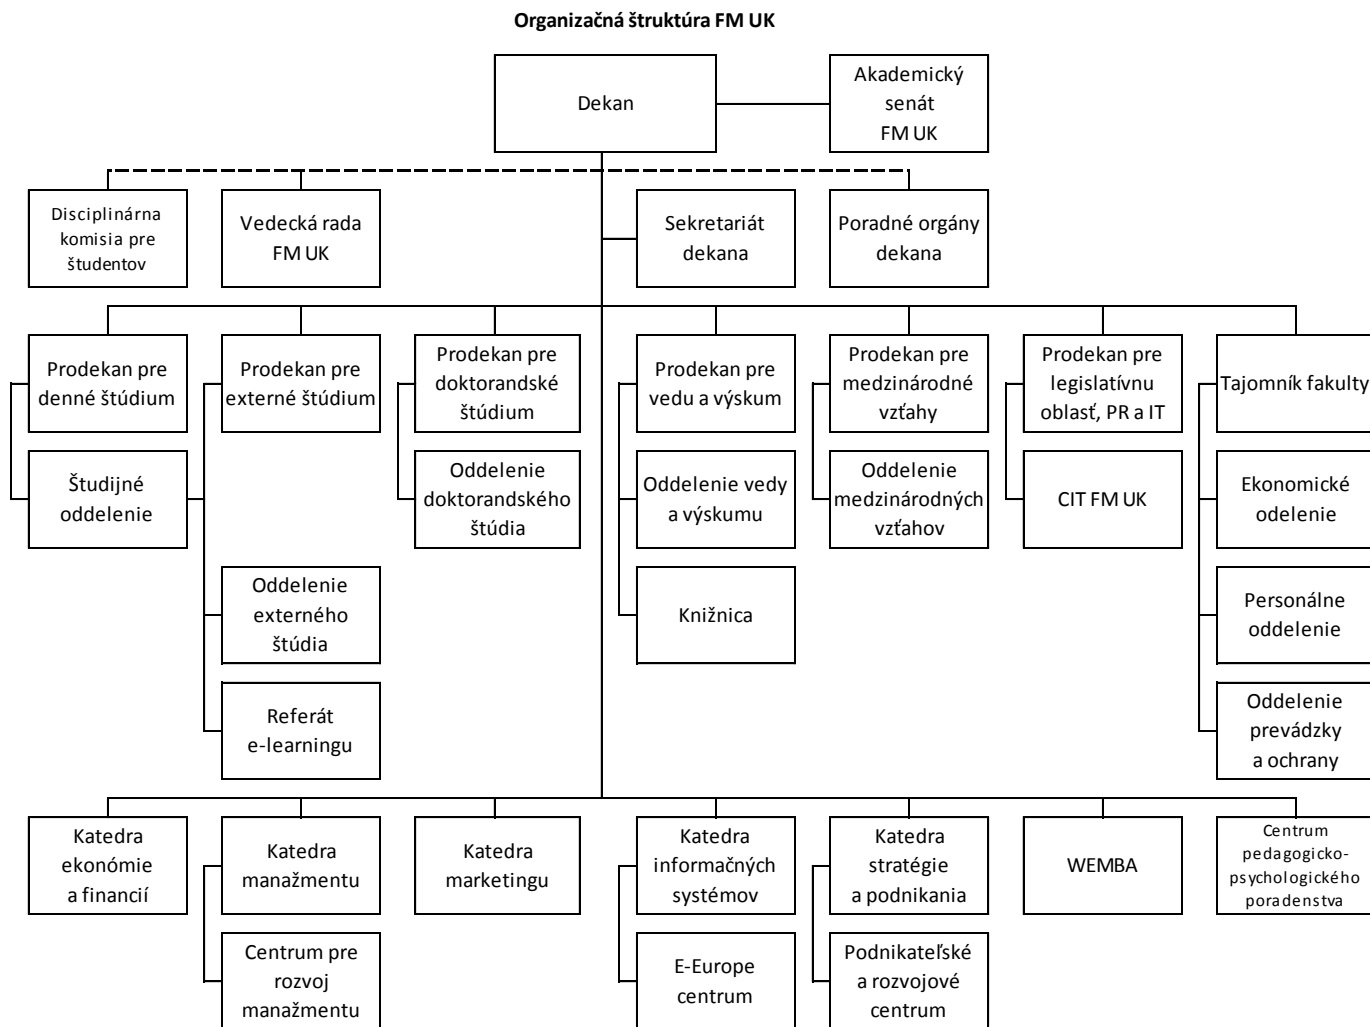 Organizačná štruktúra FM UK
Dekan
Akademický
senát
FM UK
Disciplinárna
komisia pre
študentov
Vedecká rada
FM UK
Sekretariát
dekana
Poradné orgány
dekana
Prodekan pre
denné štúdium
Prodekan pre
externé štúdium
Prodekan pre
doktorandské
štúdium
Prodekan pre
vedu a výskum
Prodekan pre
medzinárodné
vzťahy
Prodekan pre
legislatívnu
oblasť, PR a IT
Tajomník fakulty
Študijné
oddelenie
Oddelenie
doktorandského
štúdia
Oddelenie vedy
a výskumu
Oddelenie
medzinárodných
vzťahov
CIT FM UK
Ekonomické
odelenie
Oddelenie
externého
štúdia
Knižnica
Personálne
oddelenie
Referát
e-learningu
Oddelenie
prevádzky
a ochrany
Katedra
ekonómie
a financií
Katedra
manažmentu
Katedra
marketingu
Katedra
informačných
systémov
Katedra
stratégie
a podnikania
WEMBA
Centrum
pedagogicko-
psychologického
poradenstva
Centrum pre
rozvoj
manažmentu
E-Europe
centrum
Podnikateľské
a rozvojové
centrum